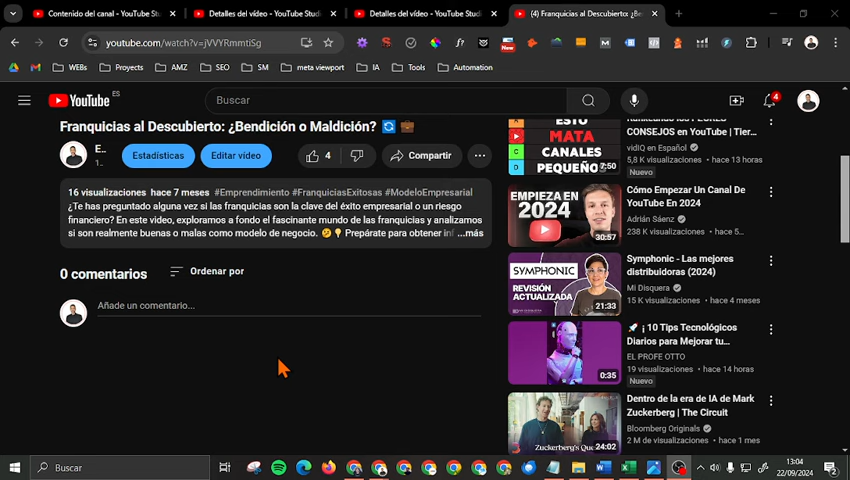 Contenido del canal - YouTube Stu
Detalles del vídeo - YouTube Stud
Detalles del vídeo - YouTube Stud
(4) Franquicias al Descubierto: ¿Be
youtube.com/watch?v=jVVYRmmtiSg
New
WEBs
Proyects
AMZ
SEO
SM
meta viewport
IA
Tools
Automation
YouTube ES
Buscar
4
Franquicias al Descubierto: ¿Bendición o Maldición? 🔄 💼
E...
1...
Estadísticas
Editar vídeo
4
Compartir
16 visualizaciones hace 7 meses #Emprendimiento #FranquiciasExitosas #ModeloEmpresarial
¿Te has preguntado alguna vez si las franquicias son la clave del éxito empresarial o un riesgo
financiero? En este video, exploramos a fondo el fascinante mundo de las franquicias y analizamos
si son realmente buenas o malas como modelo de negocio. 🤔💡 Prepárate para obtener inf ...más
0 comentarios
Ordenar por
Añade un comentario...
ESTO
MATA
CANALES
PEQUEÑO
7:50
CONSEJOS en YouTube | Tier...
vidIQ en Español
5,8 K visualizaciones • hace 13 horas
Nuevo
EMPIEZA EN
2024
30:57
Cómo Empezar Un Canal De
YouTube En 2024
Adrián Sáenz
238 K visualizaciones • hace 5...
SYMPHONIC
REVISIÓN
ACTUALIZADA
21:33
Symphonic - Las mejores
distribuidoras (2024)
Mi Disquera
15 K visualizaciones • hace 4 meses
0:35
🚀 ¡ 10 Tips Tecnológicos
Diarios para Mejorar tu...
EL PROFE OTTO
19 visualizaciones • hace 14 horas
Nuevo
Zuckerberg's Que
24:02
Dentro de la era de IA de Mark
Zuckerberg | The Circuit
Bloomberg Originals
2 M de visualizaciones • hace 1 mes
Buscar
13:04
22/09/2024
2